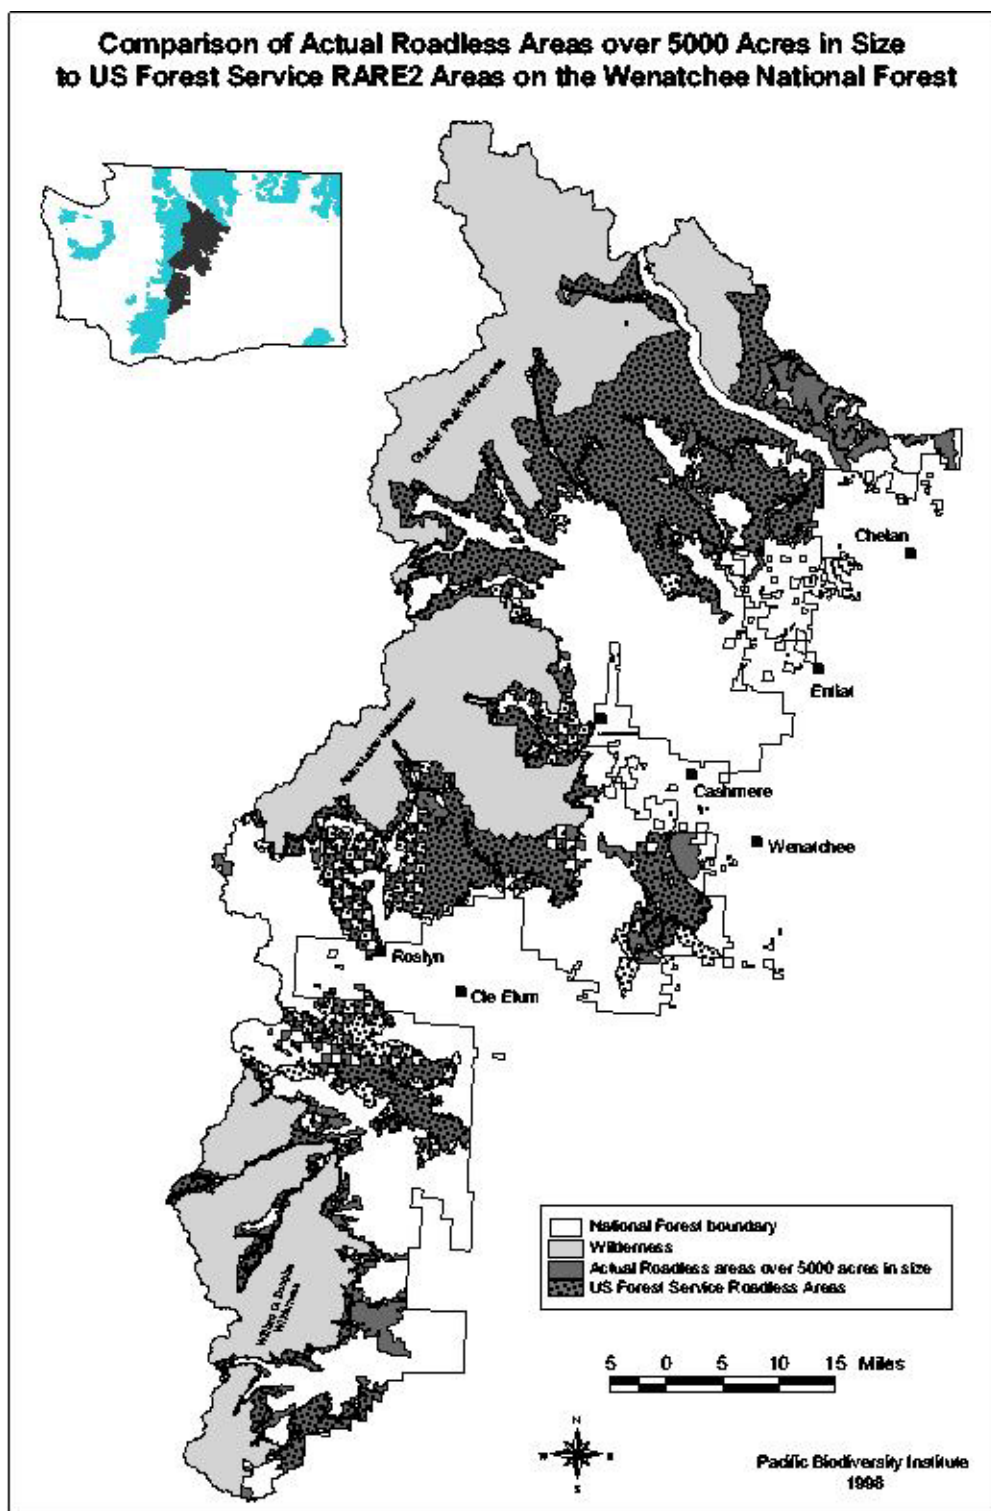 Comparison of Actual Roadless Areas over 5000 Acres in Size
to US Forest Service RARE2 Areas on the Wenatchee National Forest
Glacier Peak Wilderness
Chelan
Entiat
Cashmere
Wenatchee
Roslyn
Cle Elum
Wilderness
National Forest boundary
Wilderness
Actual Roadless areas over 5000 acres in size
US Forest Service Roadless Areas
5 0 5 10 15 Miles
N
W E
S
Pacific Biodiversity Institute
1998